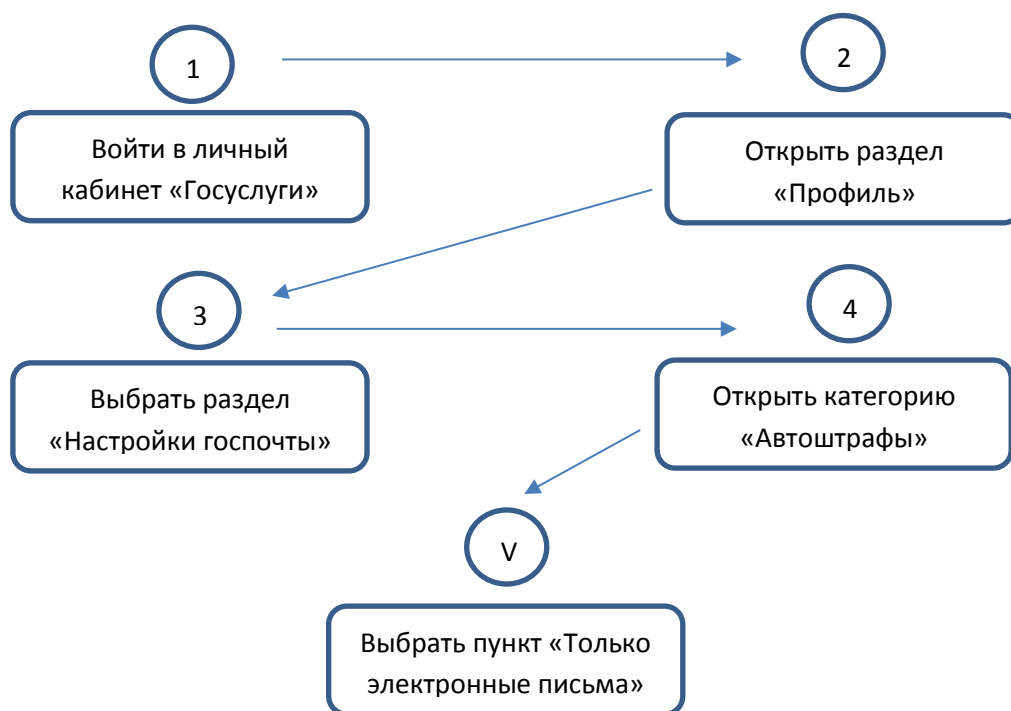 1
Войти в личный
кабинет «Госуслуги»
2
Открыть раздел
«Профиль»
3
Выбрать раздел
«Настройки госпочты»
4
Открыть категорию
«Автоштрафы»
V
Выбрать пункт «Только
электронные письма»